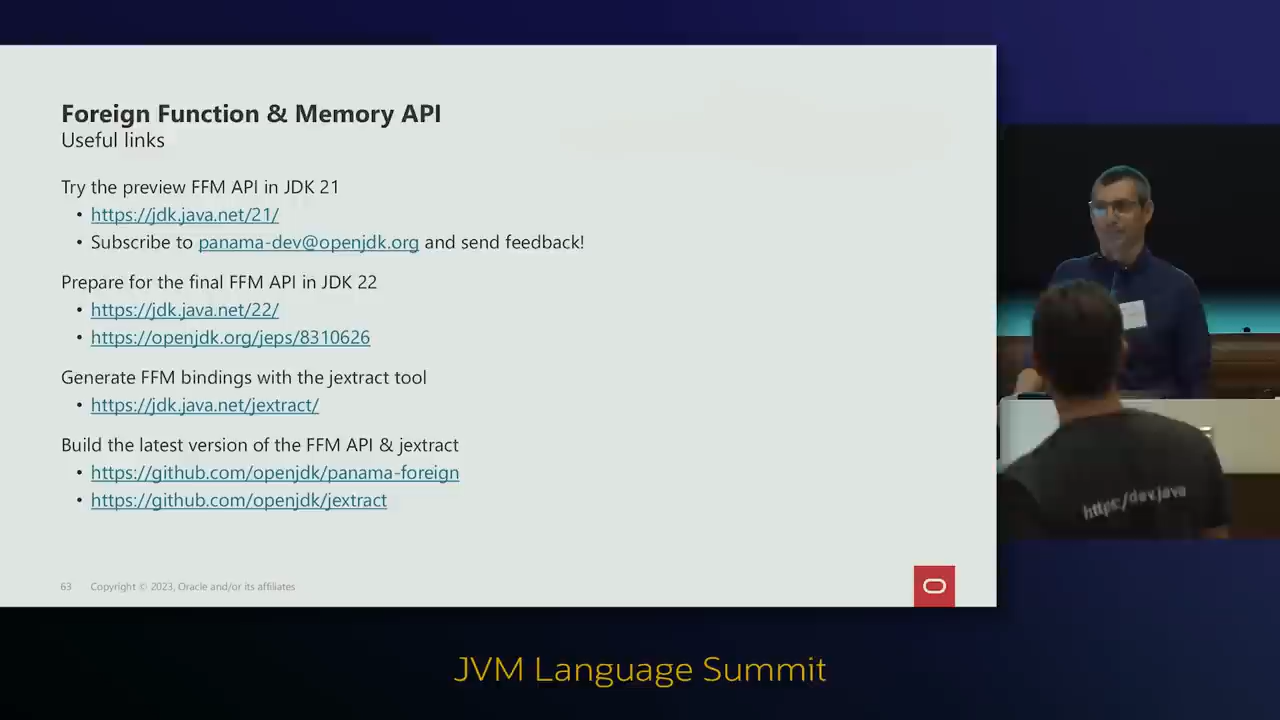 Foreign Function & Memory API
Useful links
Try the preview FFM API in JDK 21
• https://jdk.java.net/21/
• Subscribe to panama-dev@openjdk.org and send feedback!
Prepare for the final FFM API in JDK 22
• https://jdk.java.net/22/
• https://openjdk.org/jeps/8310626
Generate FFM bindings with the jextract tool
• https://jdk.java.net/jextract/
Build the latest version of the FFM API & jextract
• https://github.com/openjdk/panama-foreign
• https://github.com/openjdk/jextract
63 Copyright © 2023, Oracle and/or its affiliates
https://dev.java
JVM Language Summit